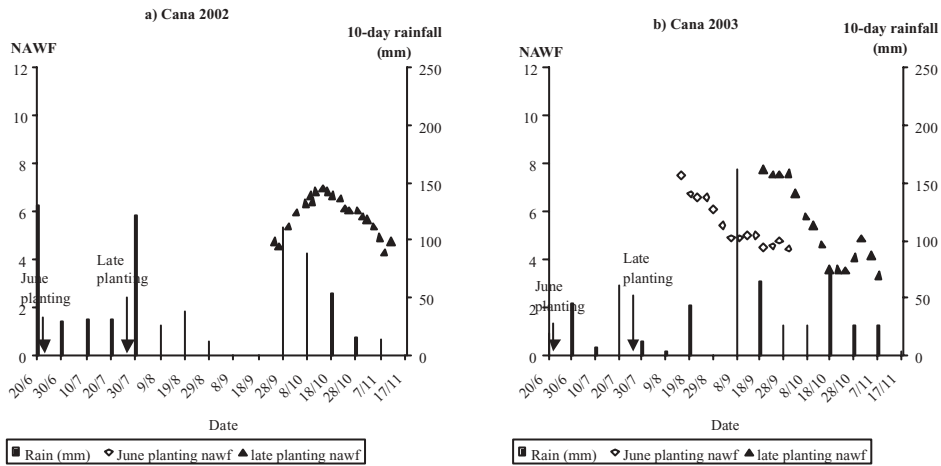 a) Cana 2002
NAWF
10-day rainfall
(mm)
12
10
8
6
4
2
0
250
200
150
100
50
0
June
planting
Late
planting
20/6
30/6
10/7
20/7
30/7
9/8
19/8
29/8
8/9
18/9
28/9
8/10
18/10
28/10
7/11
17/11
Date
Rain (mm) June planting nawf late planting nawf
b) Cana 2003
NAWF
10-day rainfall
(mm)
12
10
8
6
4
2
0
250
200
150
100
50
0
June
planting
Late
planting
20/6
30/6
10/7
20/7
30/7
9/8
19/8
29/8
8/9
18/9
28/9
8/10
18/10
28/10
7/11
17/11
Date
Rain (mm) June planting nawf late planting nawf